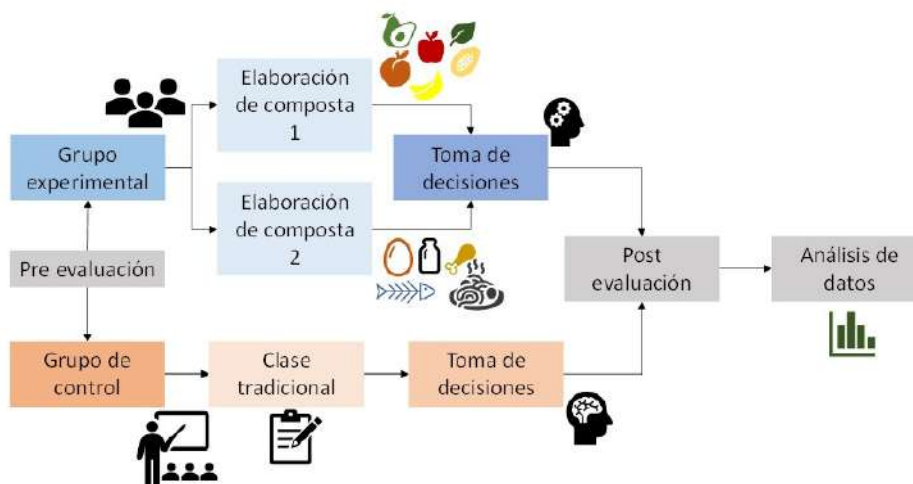 Elaboración
de composta
1
Grupo
experimental
Toma de
decisiones
Elaboración
de composta
2
Pre evaluación
Post
evaluación
Análisis de
datos
Grupo de
control
Clase
tradicional
Toma de
decisiones